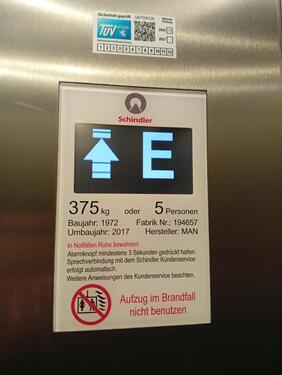 Sicherheit geprüft
TÜV
1 2 3 4 5 6 7 8 9 10 11 12
Schindler
E
375 kg oder 5 Personen
Baujahr: 1972 Fabrik Nr.: 194657
Umbaujahr: 2017 Hersteller: MAN
In Notfällen Ruhe bewahren!
Alarmknopf mindestens 3 Sekunden gedrückt halten.
Sprechverbindung mit dem Schindler Kundenservice
erfolgt automatisch.
Weitere Anweisungen des Kundenservice beachten.
Aufzug im Brandfall
nicht benutzen